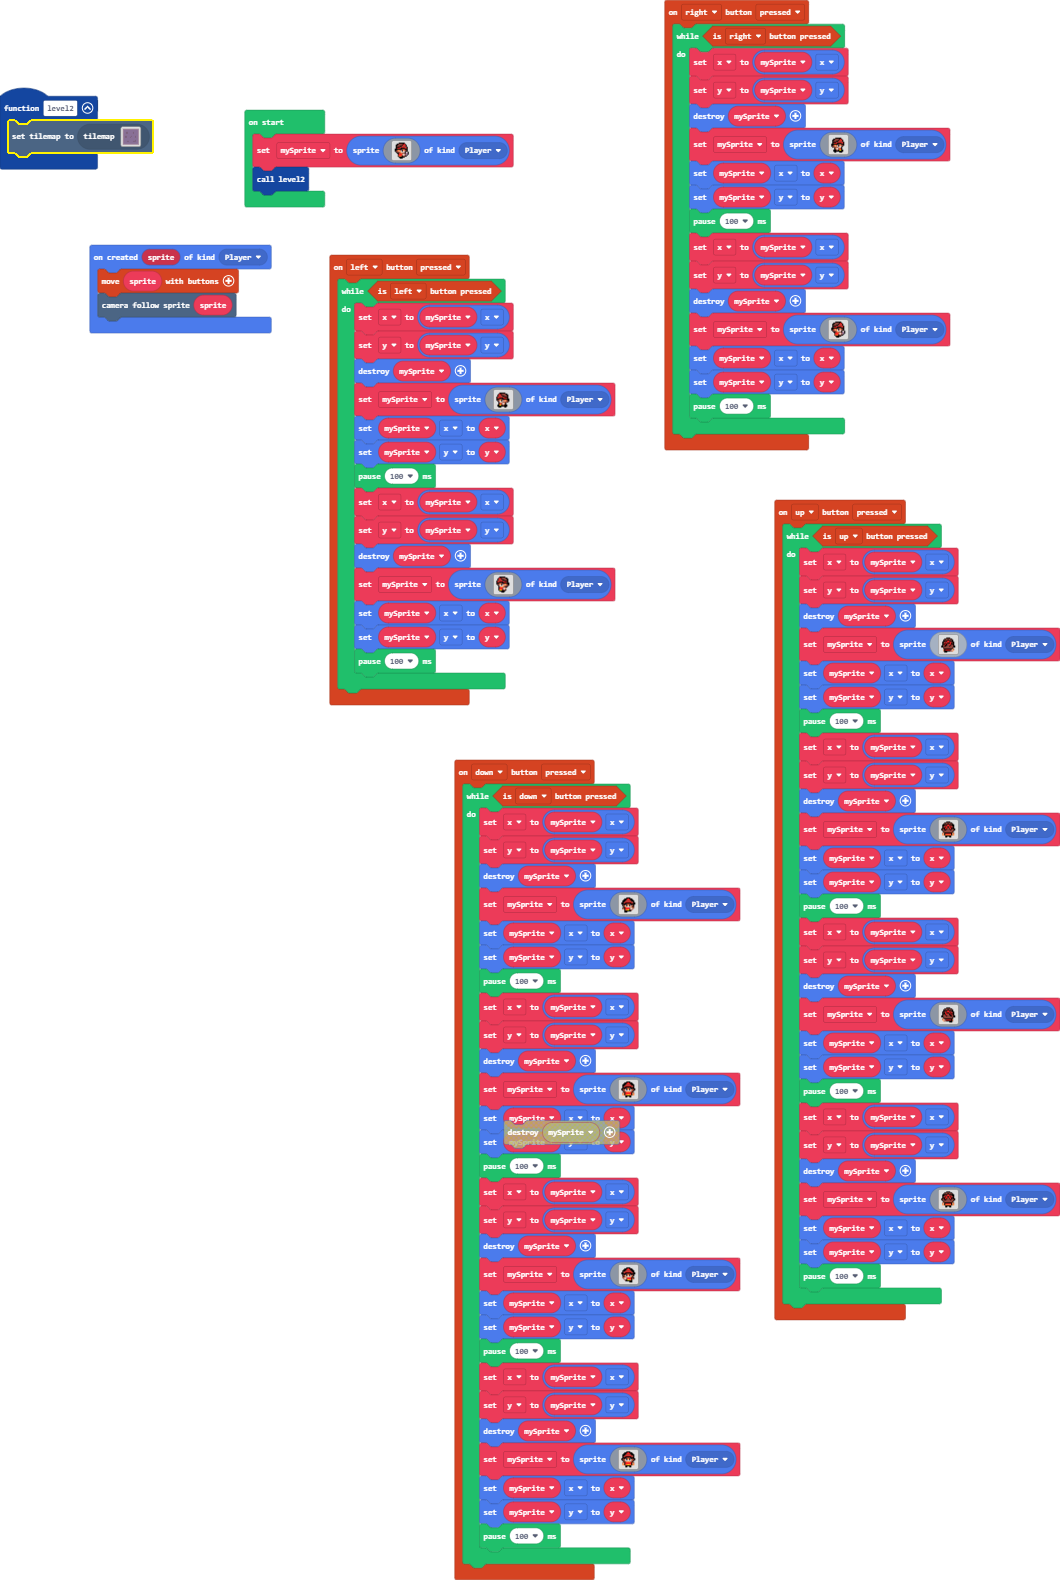 function level2
set tilemap to tilemap
on start
set mySprite to sprite of kind Player
call level2
on created sprite of kind Player
move sprite with buttons
camera follow sprite sprite
on left button pressed
while is left button pressed
do
set x to mySprite x
set y to mySprite y
destroy mySprite
set mySprite to sprite of kind Player
set mySprite x to x
set mySprite y to y
pause 100 ms
set x to mySprite x
set y to mySprite y
destroy mySprite
set mySprite to sprite of kind Player
set mySprite x to x
set mySprite y to y
pause 100 ms
on right button pressed
while is right button pressed
do
set x to mySprite x
set y to mySprite y
destroy mySprite
set mySprite to sprite of kind Player
set mySprite x to x
set mySprite y to y
pause 100 ms
set x to mySprite x
set y to mySprite y
destroy mySprite
set mySprite to sprite of kind Player
set mySprite x to x
set mySprite y to y
pause 100 ms
on up button pressed
while is up button pressed
do
set x to mySprite x
set y to mySprite y
destroy mySprite
set mySprite to sprite of kind Player
set mySprite x to x
set mySprite y to y
pause 100 ms
set x to mySprite x
set y to mySprite y
destroy mySprite
set mySprite to sprite of kind Player
set mySprite x to x
set mySprite y to y
pause 100 ms
set x to mySprite x
set y to mySprite y
destroy mySprite
set mySprite to sprite of kind Player
set mySprite x to x
set mySprite y to y
pause 100 ms
set x to mySprite x
set y to mySprite y
destroy mySprite
set mySprite to sprite of kind Player
set mySprite x to x
set mySprite y to y
pause 100 ms
on down button pressed
while is down button pressed
do
set x to mySprite x
set y to mySprite y
destroy mySprite
set mySprite to sprite of kind Player
set mySprite x to x
set mySprite y to y
pause 100 ms
set x to mySprite x
set y to mySprite y
destroy mySprite
set mySprite to sprite of kind Player
set mySprite x to x
destroy mySprite
set mySprite y to y
pause 100 ms
set x to mySprite x
set y to mySprite y
destroy mySprite
set mySprite to sprite of kind Player
set mySprite x to x
set mySprite y to y
pause 100 ms
set x to mySprite x
set y to mySprite y
destroy mySprite
set mySprite to sprite of kind Player
set mySprite x to x
set mySprite y to y
pause 100 ms